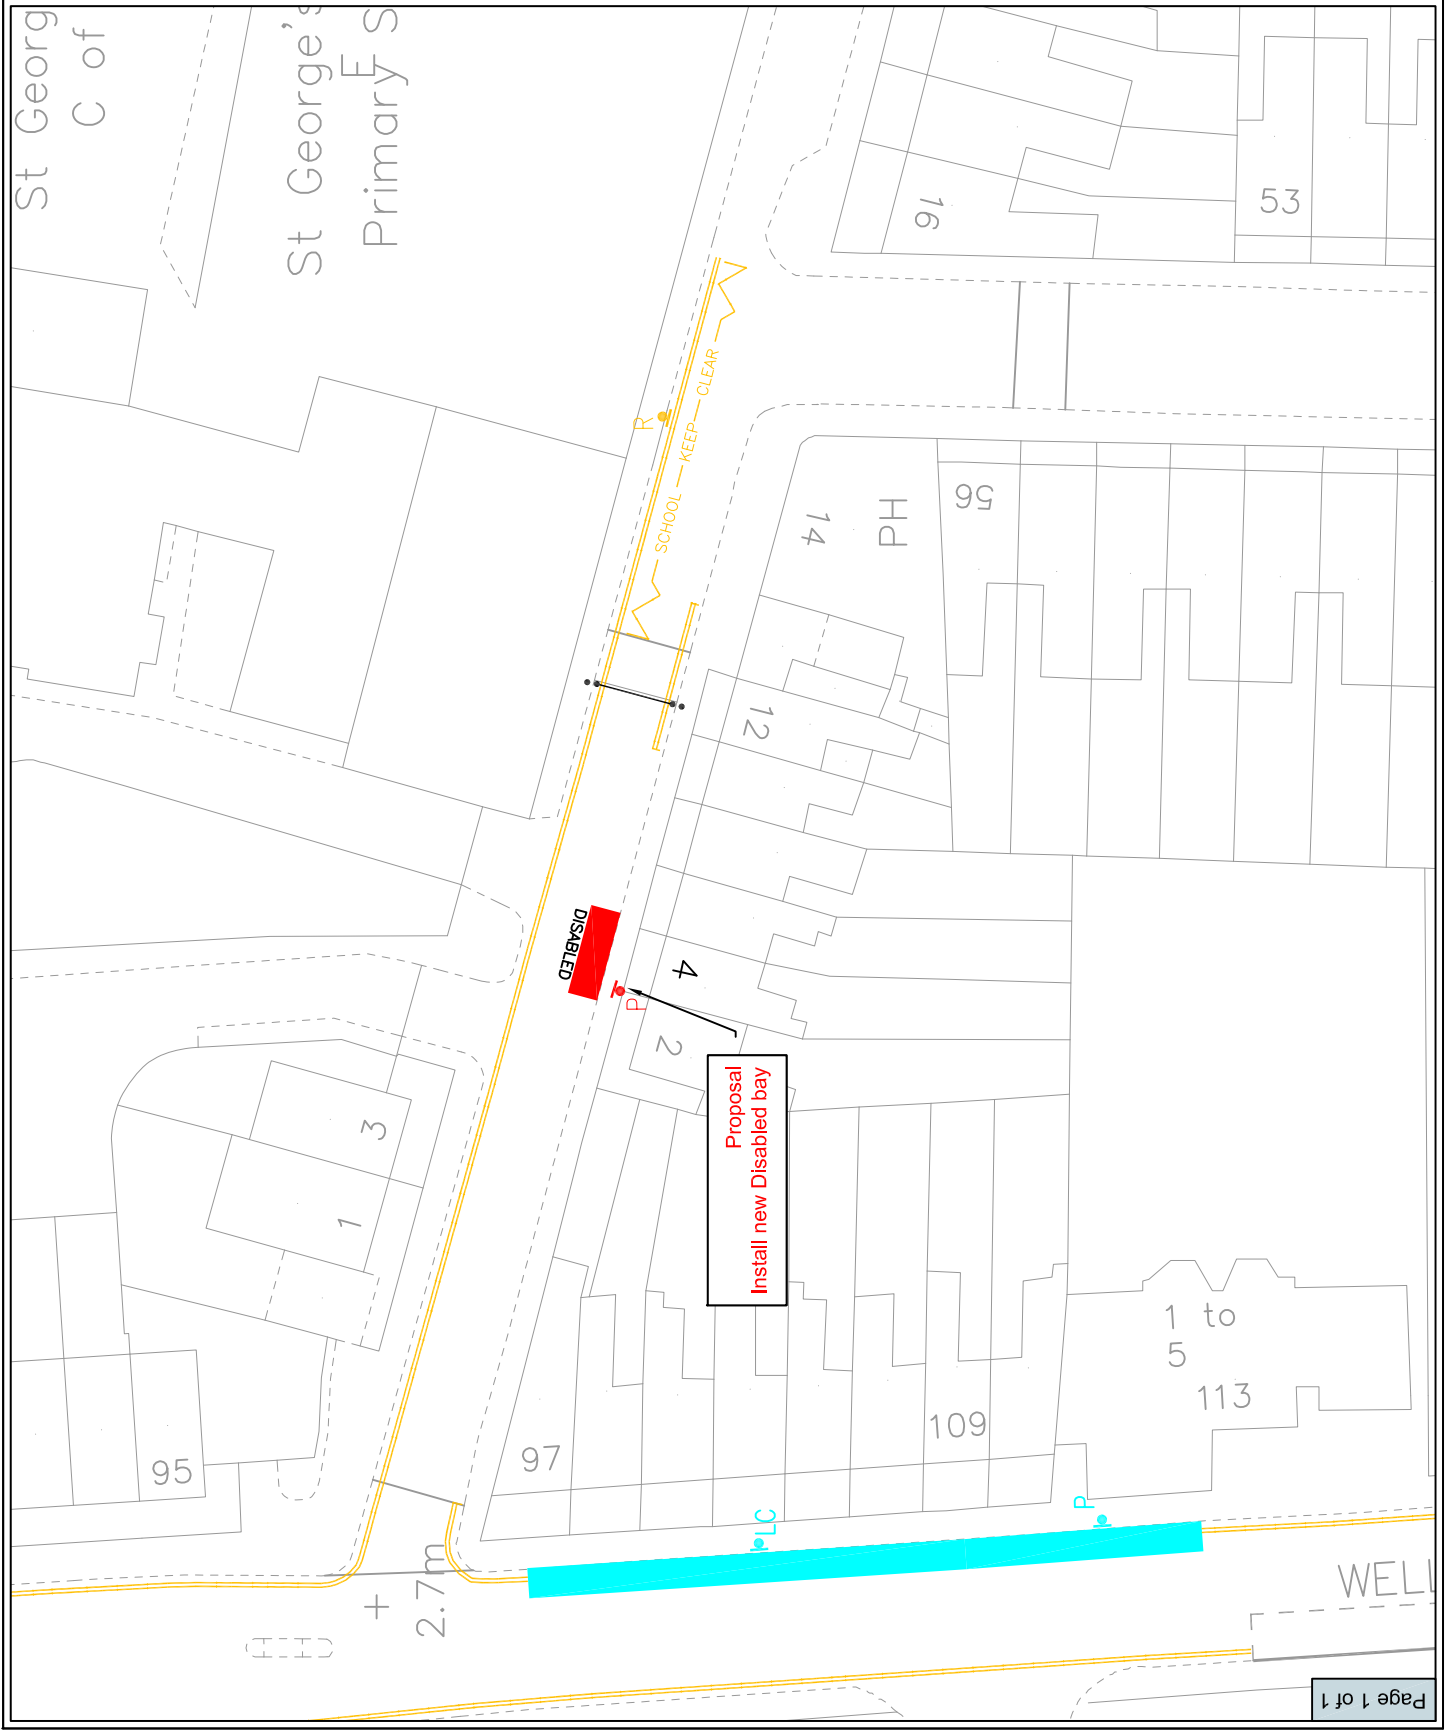 St Georg
C of
St George's
E
Primary S
16
53
R
SCHOOL KEEP CLEAR
14
PH
56
12
DISABLED
4
P
2
Proposal
Install new Disabled bay
3
1
95
97
109
1 to
5
113
LC
P
+
2.7m
WELL
Page 1 of 1